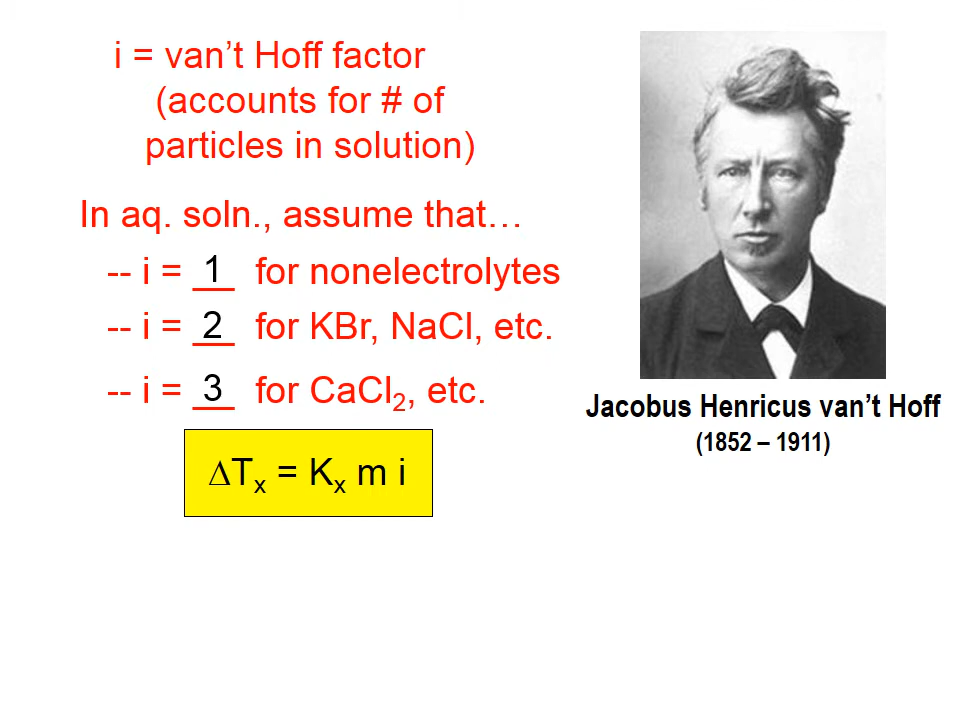 i = van’t Hoff factor
(accounts for # of
particles in solution)
In aq. soln., assume that…
-- i = 1 for nonelectrolytes
-- i = 2 for KBr, NaCl, etc.
-- i = 3 for CaCl₂, etc.
∆Tₓ = Kₓ m i
Jacobus Henricus van’t Hoff
(1852 – 1911)